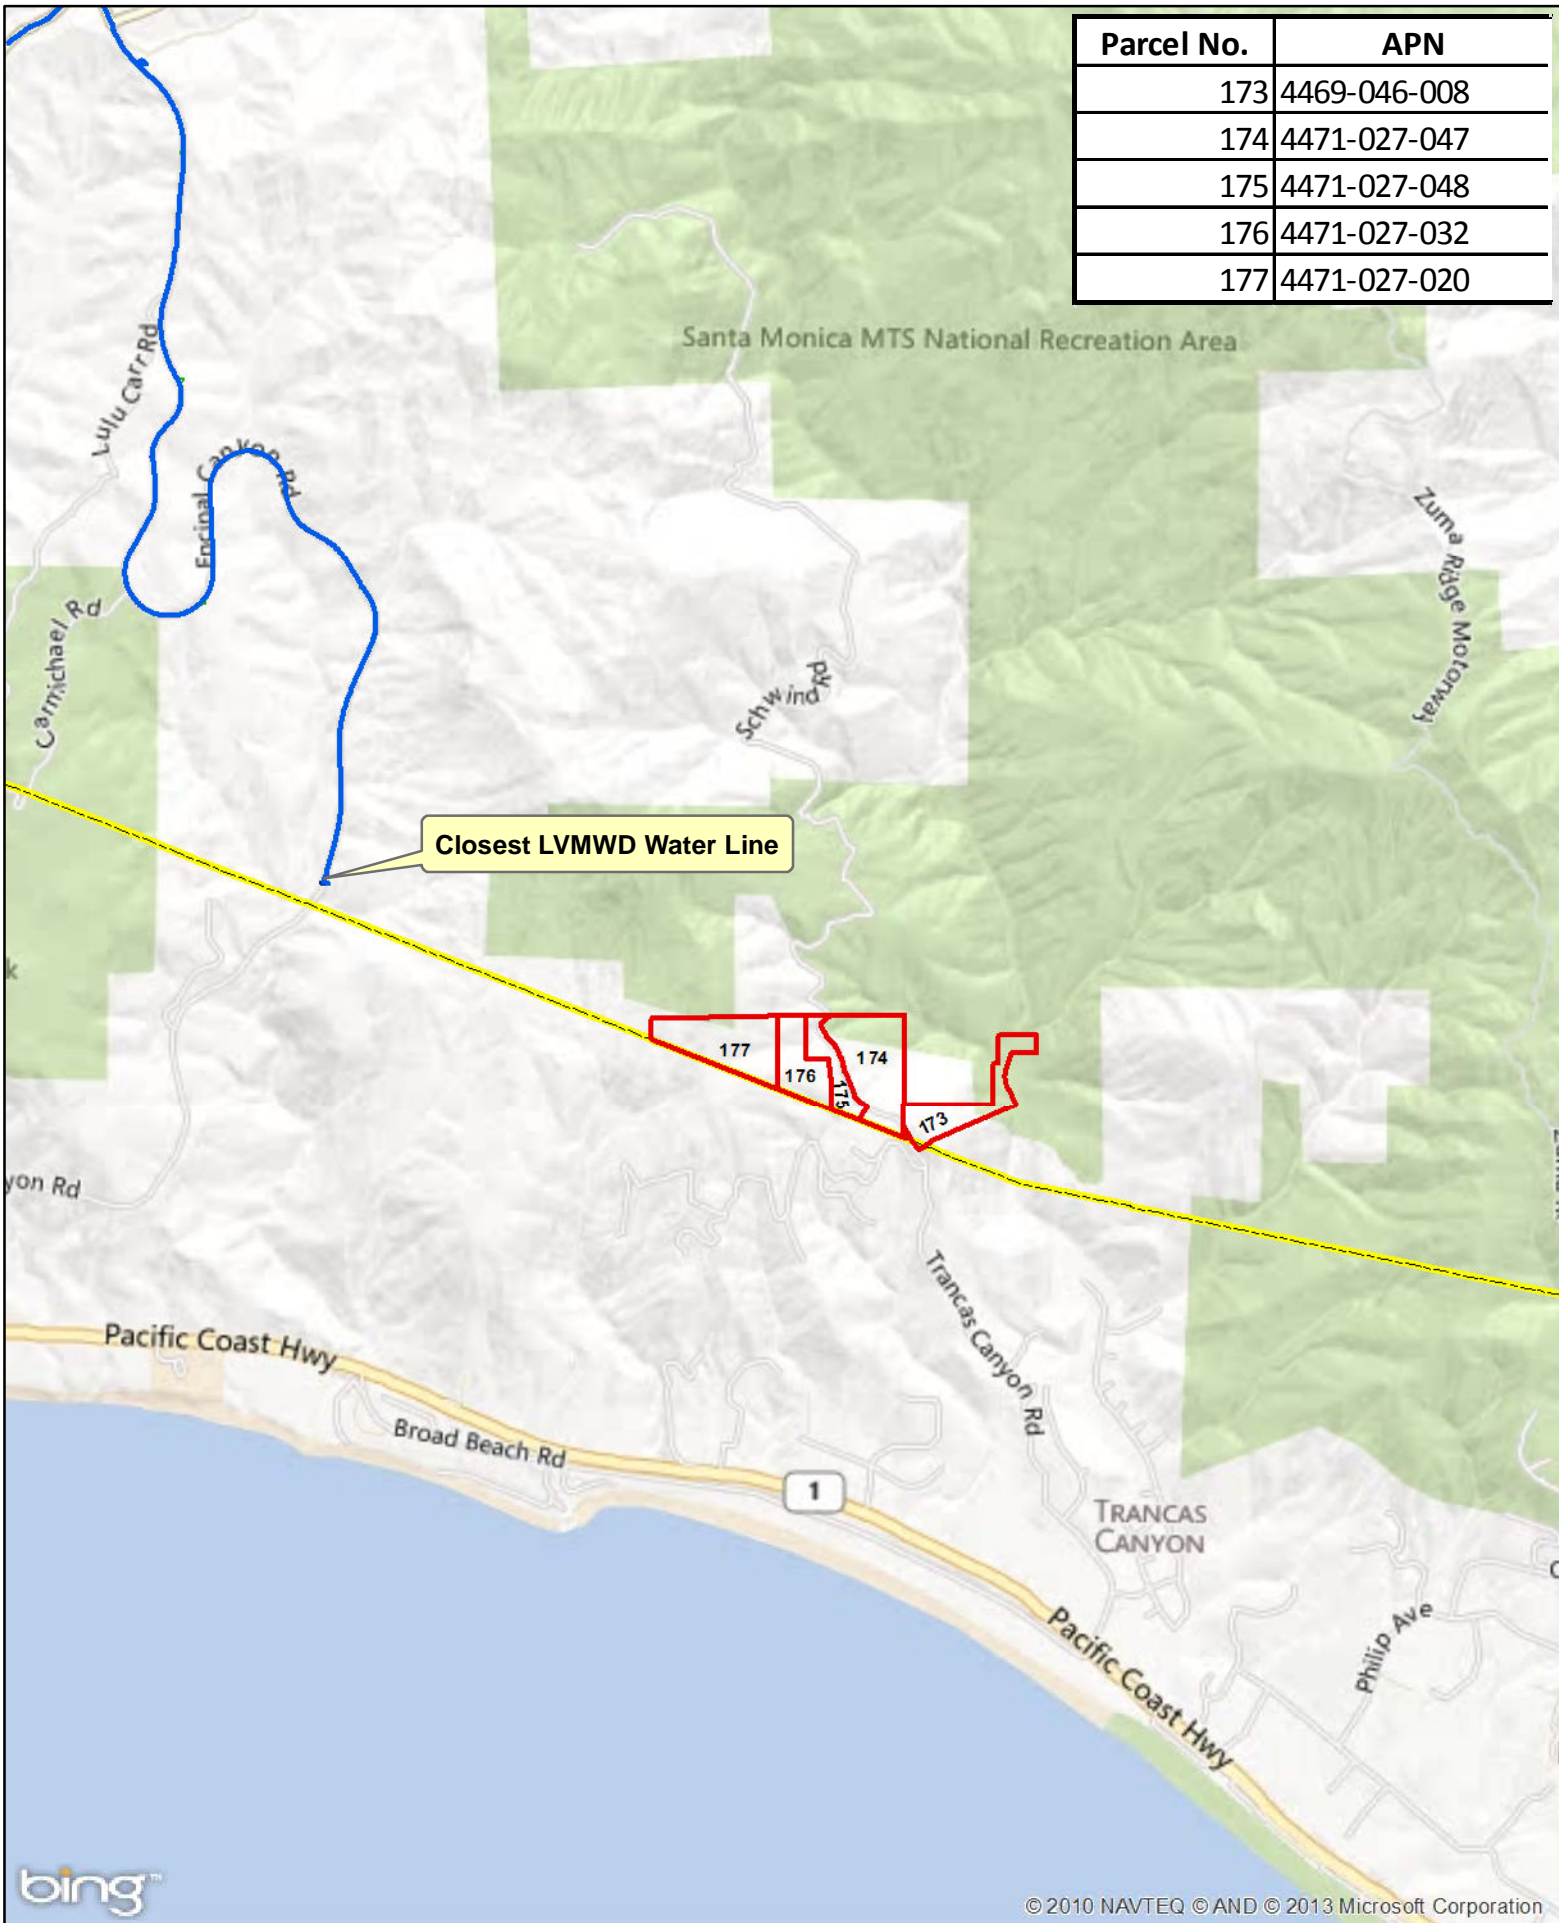 Parcel No. APN
173 4469-046-008
174 4471-027-047
175 4471-027-048
176 4471-027-032
177 4471-027-020
Santa Monica MTS National Recreation Area
Lulu Carr Rd
Encinal Canyon Rd
Zuma Ridge Motorway
Carmichael Rd
Schwind Rd
Closest LVMWD Water Line
k
177
176
175
174
173
yon Rd
Trancas Canyon Rd
Pacific Coast Hwy
Broad Beach Rd
1
TRANCAS
CANYON
Philip Ave
Pacific Coast Hwy
bing™
© 2010 NAVTEQ © AND © 2013 Microsoft Corporation